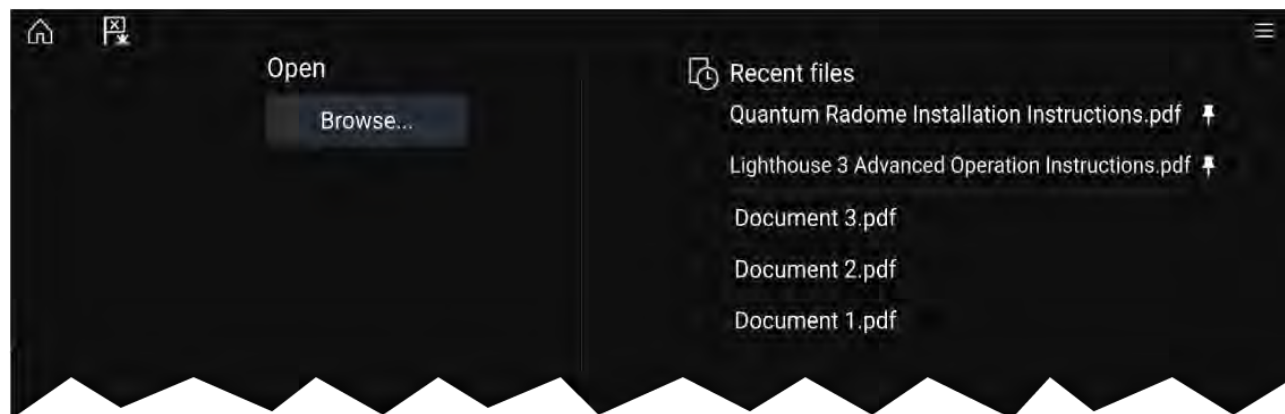 Open
Browse...
Recent files
Quantum Radome Installation Instructions.pdf
Lighthouse 3 Advanced Operation Instructions.pdf
Document 3.pdf
Document 2.pdf
Document 1.pdf